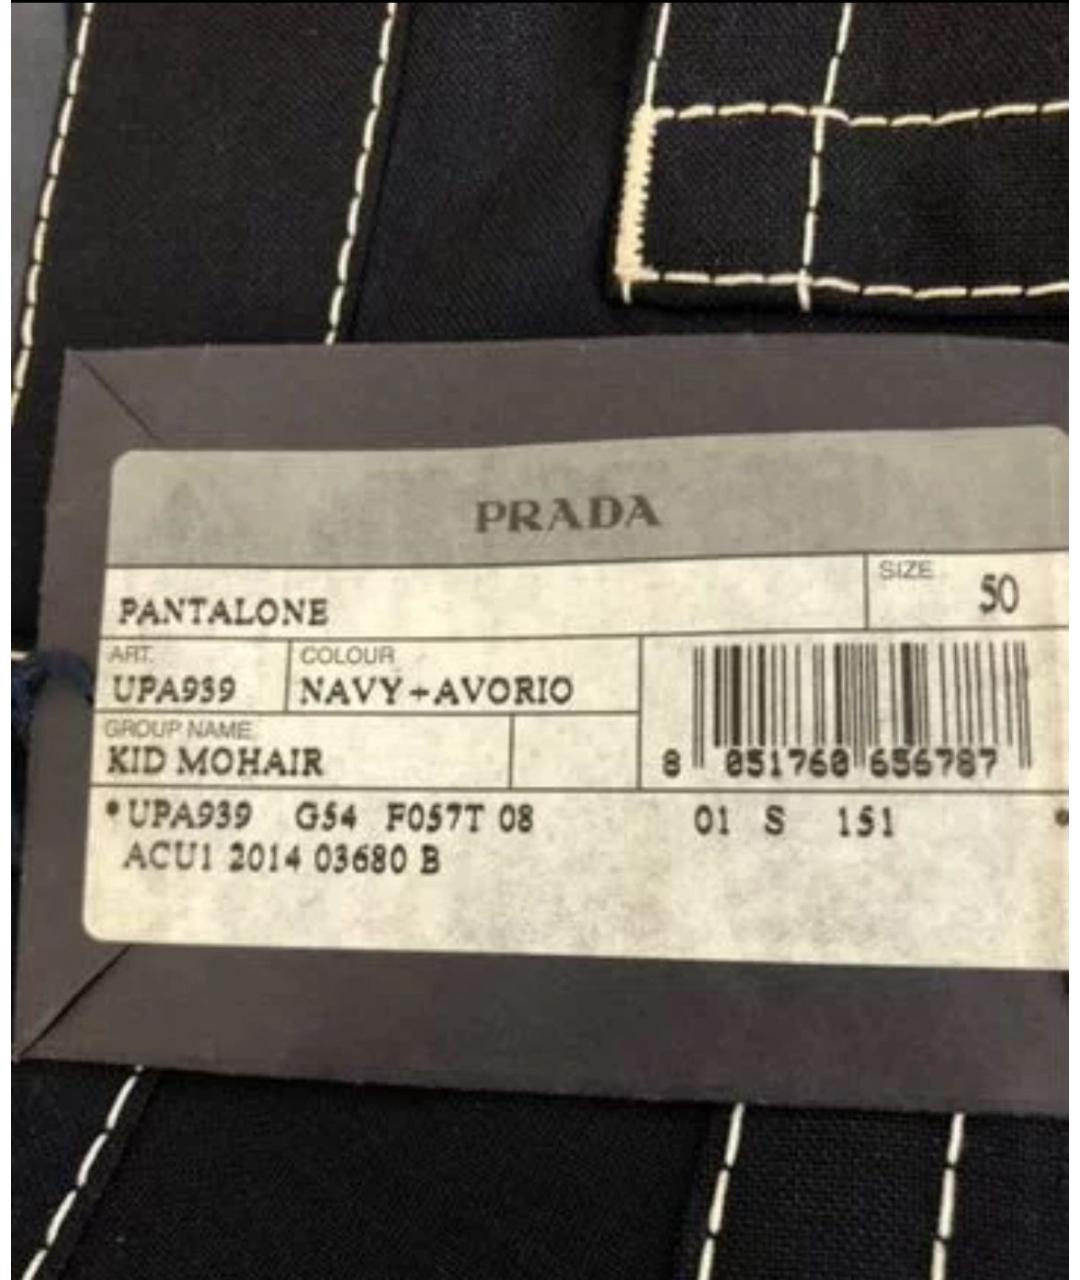 PRADA
PANTALONE
SIZE 50
ART. COLOUR
UPA939 NAVY+AVORIO
GROUP NAME
KID MOHAIR
8 051760 656787
•UPA939 G54 F057T 08 01 S 151 •
ACU1 2014 03680 B